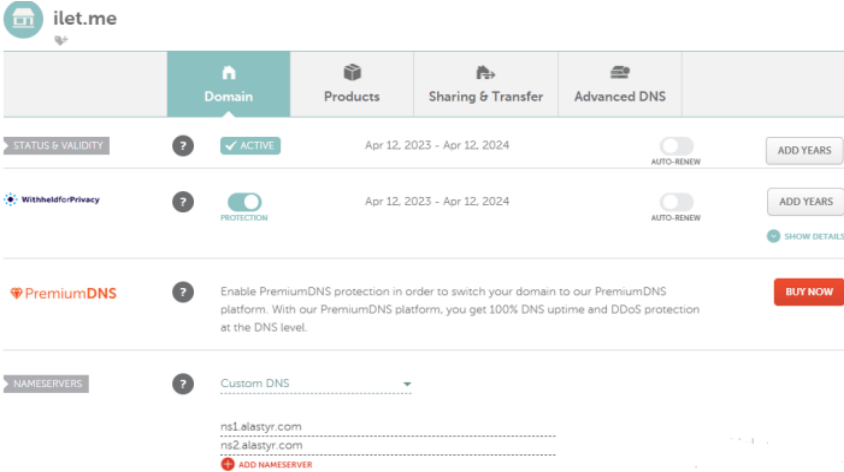 ilet.me
Domain
Products
Sharing & Transfer
Advanced DNS
STATUS & VALIDITY
?
ACTIVE
Apr 12, 2023 - Apr 12, 2024
AUTO-RENEW
ADD YEARS
WithheldforPrivacy
?
PROTECTION
Apr 12, 2023 - Apr 12, 2024
AUTO-RENEW
ADD YEARS
SHOW DETAILS
PremiumDNS
?
Enable PremiumDNS protection in order to switch your domain to our PremiumDNS
platform. With our PremiumDNS platform, you get 100% DNS uptime and DDoS protection
at the DNS level.
BUY NOW
NAMESERVERS
?
Custom DNS
ns1.alastyr.com
ns2.alastyr.com
ADD NAMESERVER